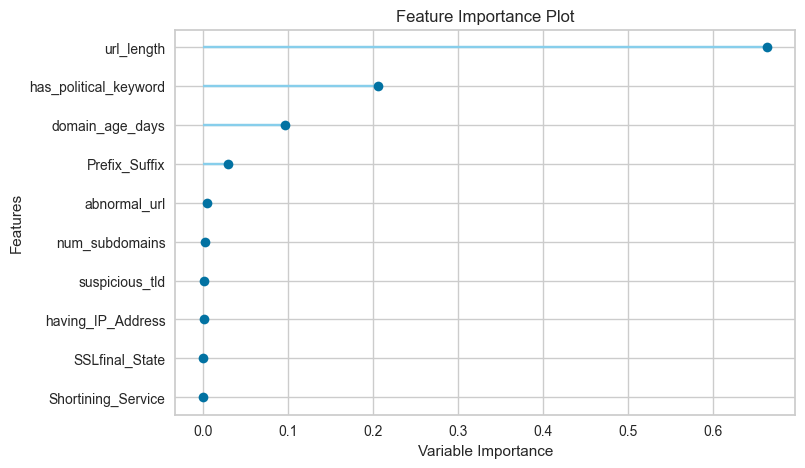 Feature Importance Plot
Features
url_length
has_political_keyword
domain_age_days
Prefix_Suffix
abnormal_url
num_subdomains
suspicious_tld
having_IP_Address
SSLfinal_State
Shortining_Service
0.0 0.1 0.2 0.3 0.4 0.5 0.6
Variable Importance